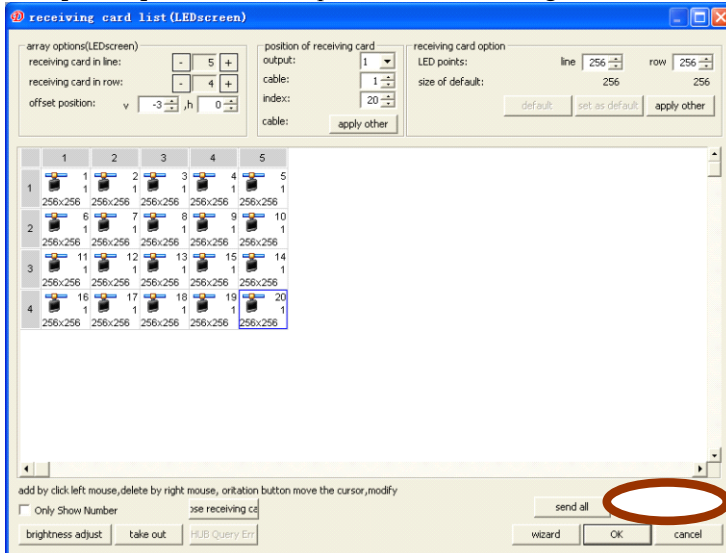 receiving card list(LEDscreen)
array options(LEDscreen)
receiving card in line: - 5 +
receiving card in row: - 4 +
offset position: v -3 ,h 0
position of receiving card
output: 1
cable: 1
index: 20
cable: apply other
receiving card option
LED points: line 256 row 256
size of default: 256 256
default set as default apply other
1 2 3 4 5
1 2 3 4 5
1 1 1 1 1 1
256x256 256x256 256x256 256x256 256x256
6 7 8 9 10
2 1 1 1 1 1
256x256 256x256 256x256 256x256 256x256
11 12 13 15 14
3 1 1 1 1 1
256x256 256x256 256x256 256x256 256x256
16 17 18 19 20
4 1 1 1 1 1
256x256 256x256 256x256 256x256 256x256
add by click left mouse,delete by right mouse, oritation button move the cursor,modify
send all
Only Show Number ose receiving ca
brightness adjust take out HUB Query Err wizard OK cancel